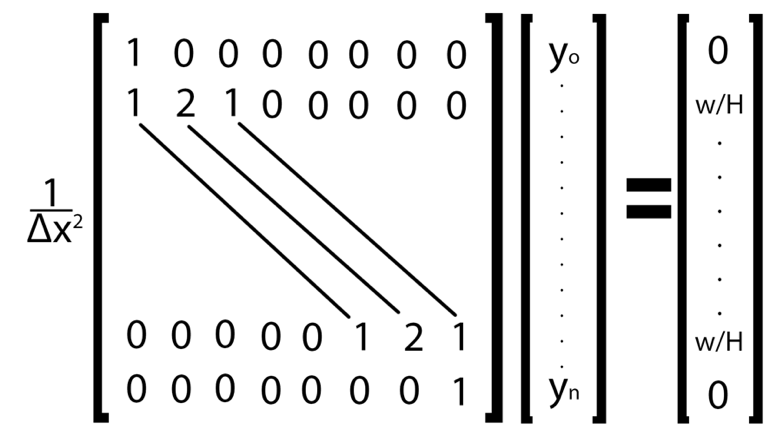 1 0 0 0 0 0 0 0 yo 0
1 2 1 0 0 0 0 0 w/H
1/Δx² =
0 0 0 0 0 1 2 1 w/H
0 0 0 0 0 0 0 1 yn 0